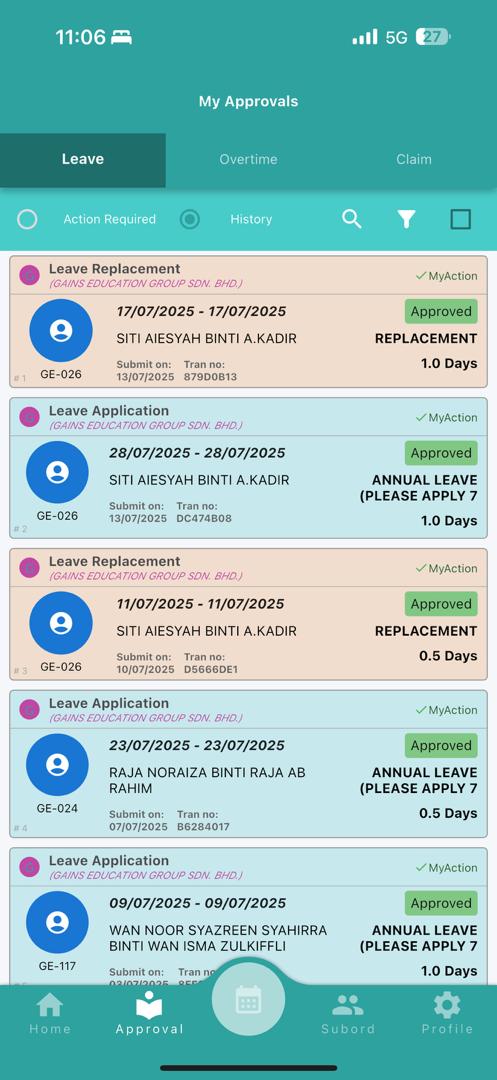 11:06
5G 27
My Approvals
Leave Overtime Claim
Action Required History
Leave Replacement
(GAINS EDUCATION GROUP SDN. BHD.)
MyAction
17/07/2025 - 17/07/2025
Approved
SITI AIESYAH BINTI A.KADIR
REPLACEMENT
Submit on: Tran no:
13/07/2025 879D0B13
1.0 Days
GE-026
# 1
Leave Application
(GAINS EDUCATION GROUP SDN. BHD.)
MyAction
28/07/2025 - 28/07/2025
Approved
SITI AIESYAH BINTI A.KADIR
ANNUAL LEAVE
(PLEASE APPLY 7
Submit on: Tran no:
13/07/2025 DC474B08
1.0 Days
GE-026
# 2
Leave Replacement
(GAINS EDUCATION GROUP SDN. BHD.)
MyAction
11/07/2025 - 11/07/2025
Approved
SITI AIESYAH BINTI A.KADIR
REPLACEMENT
Submit on: Tran no:
10/07/2025 D5666DE1
0.5 Days
GE-026
# 3
Leave Application
(GAINS EDUCATION GROUP SDN. BHD.)
MyAction
23/07/2025 - 23/07/2025
Approved
RAJA NORAIZA BINTI RAJA AB
RAHIM
ANNUAL LEAVE
(PLEASE APPLY 7
Submit on: Tran no:
07/07/2025 B6284017
0.5 Days
GE-024
# 4
Leave Application
(GAINS EDUCATION GROUP SDN. BHD.)
MyAction
09/07/2025 - 09/07/2025
Approved
WAN NOOR SYAZREEN SYAHIRRA
BINTI WAN ISMA ZULKIFFLI
ANNUAL LEAVE
(PLEASE APPLY 7
Submit on: Tran no
1.0 Days
GE-117
Home Approval Subord Profile